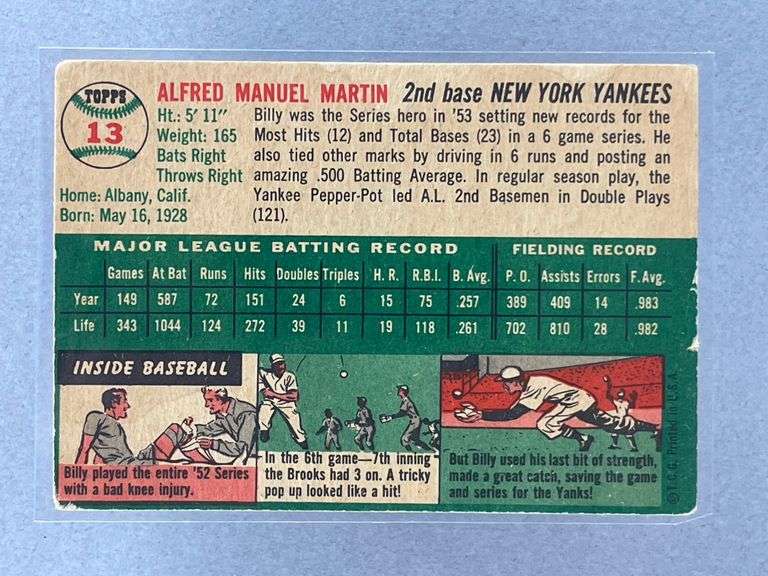 TOPPS
13
ALFRED MANUEL MARTIN 2nd base NEW YORK YANKEES
Ht.: 5' 11"
Weight: 165
Bats Right
Throws Right
Home: Albany, Calif.
Born: May 16, 1928
Billy was the Series hero in '53 setting new records for the
Most Hits (12) and Total Bases (23) in a 6 game series. He
also tied other marks by driving in 6 runs and posting an
amazing .500 Batting Average. In regular season play, the
Yankee Pepper-Pot led A.L. 2nd Basemen in Double Plays
(121).
MAJOR LEAGUE BATTING RECORD FIELDING RECORD
Games At Bat Runs Hits Doubles Triples H. R. R.B.I. B. Avg. P. O. Assists Errors F. Avg.
Year 149 587 72 151 24 6 15 75 .257 389 409 14 .983
Life 343 1044 124 272 39 11 19 118 .261 702 810 28 .982
INSIDE BASEBALL
Billy played the entire '52 Series
with a bad knee injury.
In the 6th game—7th inning
the Brooks had 3 on. A tricky
pop up looked like a hit!
But Billy used his last bit of strength,
made a great catch, saving the game
and series for the Yanks!
© T.C.G. Printed in U.S.A.